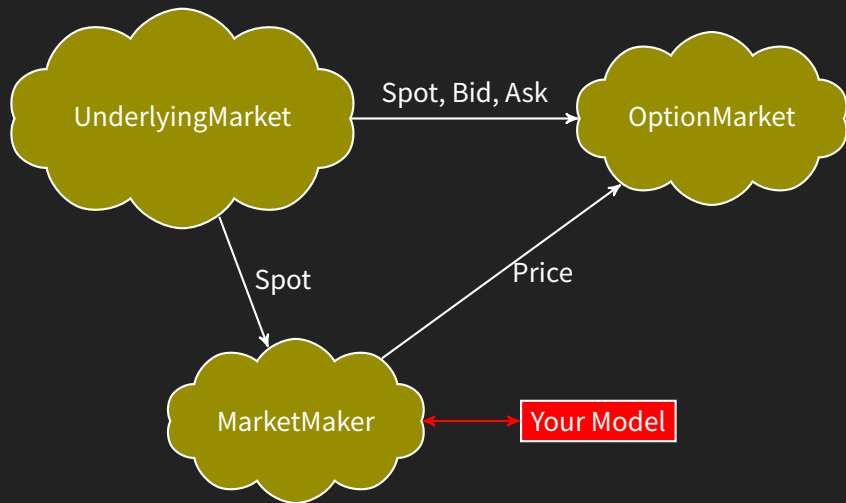 UnderlyingMarket
Spot, Bid, Ask
OptionMarket
Spot
Price
MarketMaker
Your Model